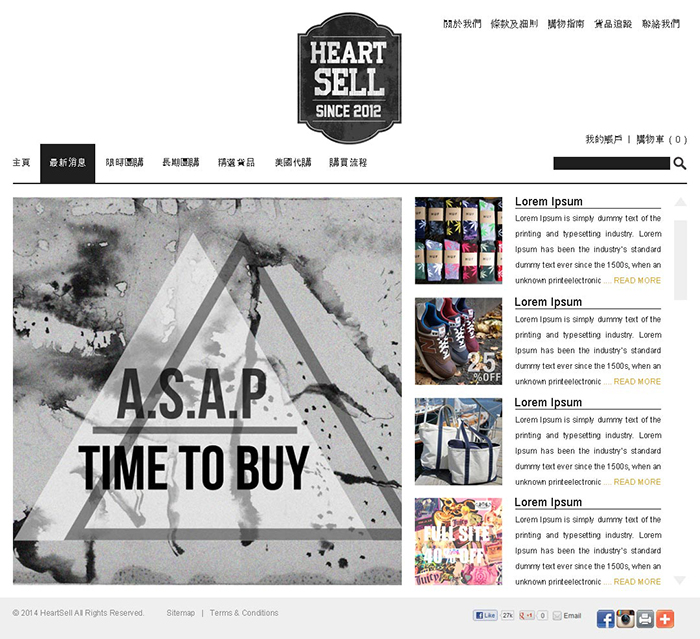 HEART
SELL
SINCE 2012
關於我們 條款及細則 購物指南 貨品追蹤 聯絡我們
我的帳戶 | 購物車 ( 0 )
主頁 最新消息 限時團購 長期團購 精選貨品 美國代購 購買流程
A.S.A.P
TIME TO BUY
Lorem Ipsum
Lorem Ipsum is simply dummy text of the
printing and typesetting industry. Lorem
Ipsum has been the industry's standard
dummy text ever since the 1500s, when an
unknown printeelectronic ... READ MORE
25
%OFF
Lorem Ipsum
Lorem Ipsum is simply dummy text of the
printing and typesetting industry. Lorem
Ipsum has been the industry's standard
dummy text ever since the 1500s, when an
unknown printeelectronic ... READ MORE
Lorem Ipsum
Lorem Ipsum is simply dummy text of the
printing and typesetting industry. Lorem
Ipsum has been the industry's standard
dummy text ever since the 1500s, when an
unknown printeelectronic ... READ MORE
FULL SITE
40% OFF
Lorem Ipsum
Lorem Ipsum is simply dummy text of the
printing and typesetting industry. Lorem
Ipsum has been the industry's standard
dummy text ever since the 1500s, when an
unknown printeelectronic ... READ MORE
© 2014 HeartSell All Rights Reserved. Sitemap | Terms & Conditions
Like 27k +1 0 Email